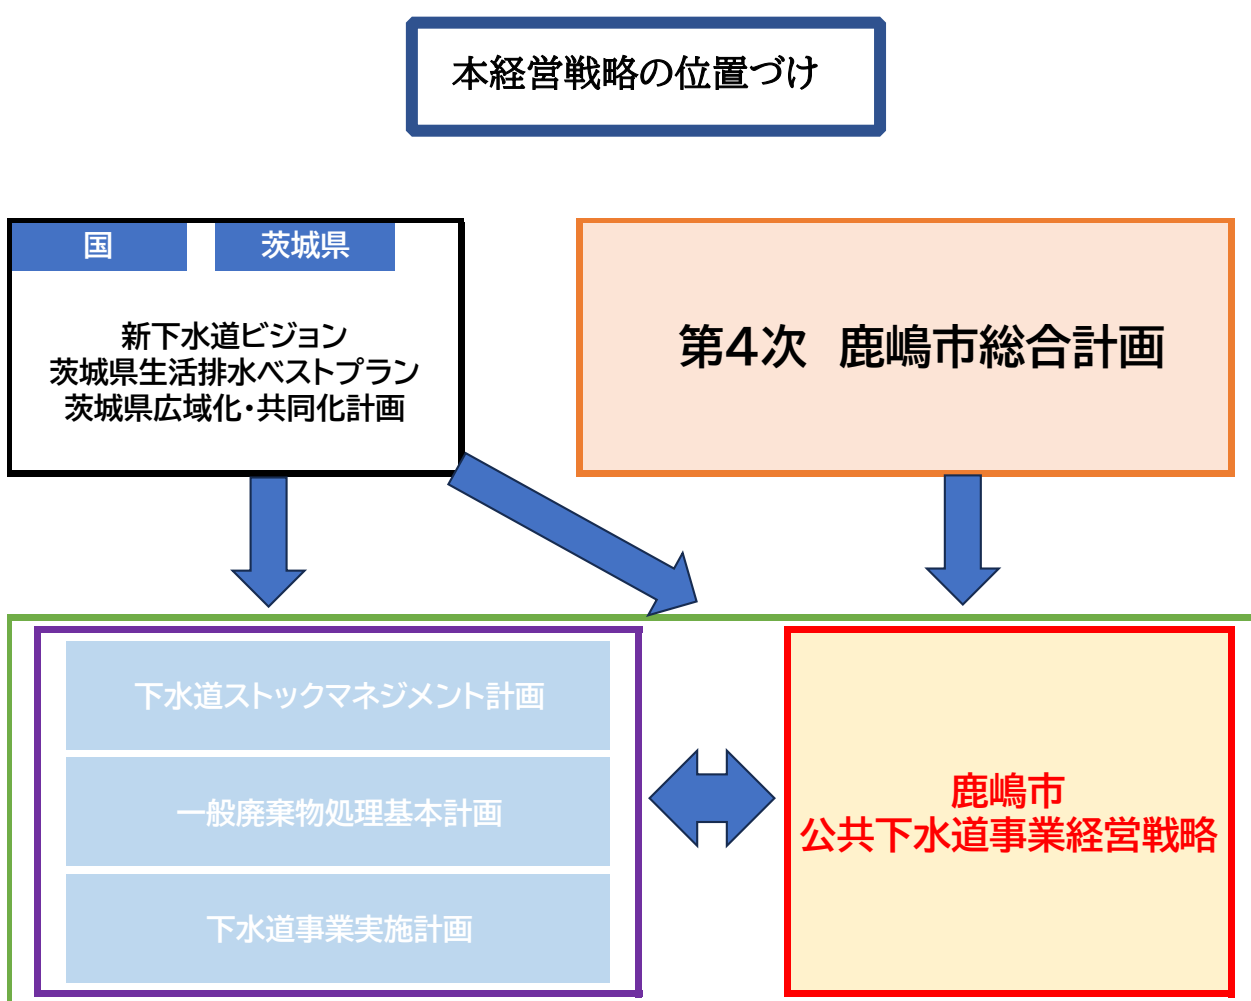 本経営戦略の位置づけ
国
茨城県
新下水道ビジョン
茨城県生活排水ベストプラン
茨城県広域化・共同化計画
第4次　鹿嶋市総合計画
下水道ストックマネジメント計画
一般廃棄物処理基本計画
下水道事業実施計画
鹿嶋市
公共下水道事業経営戦略